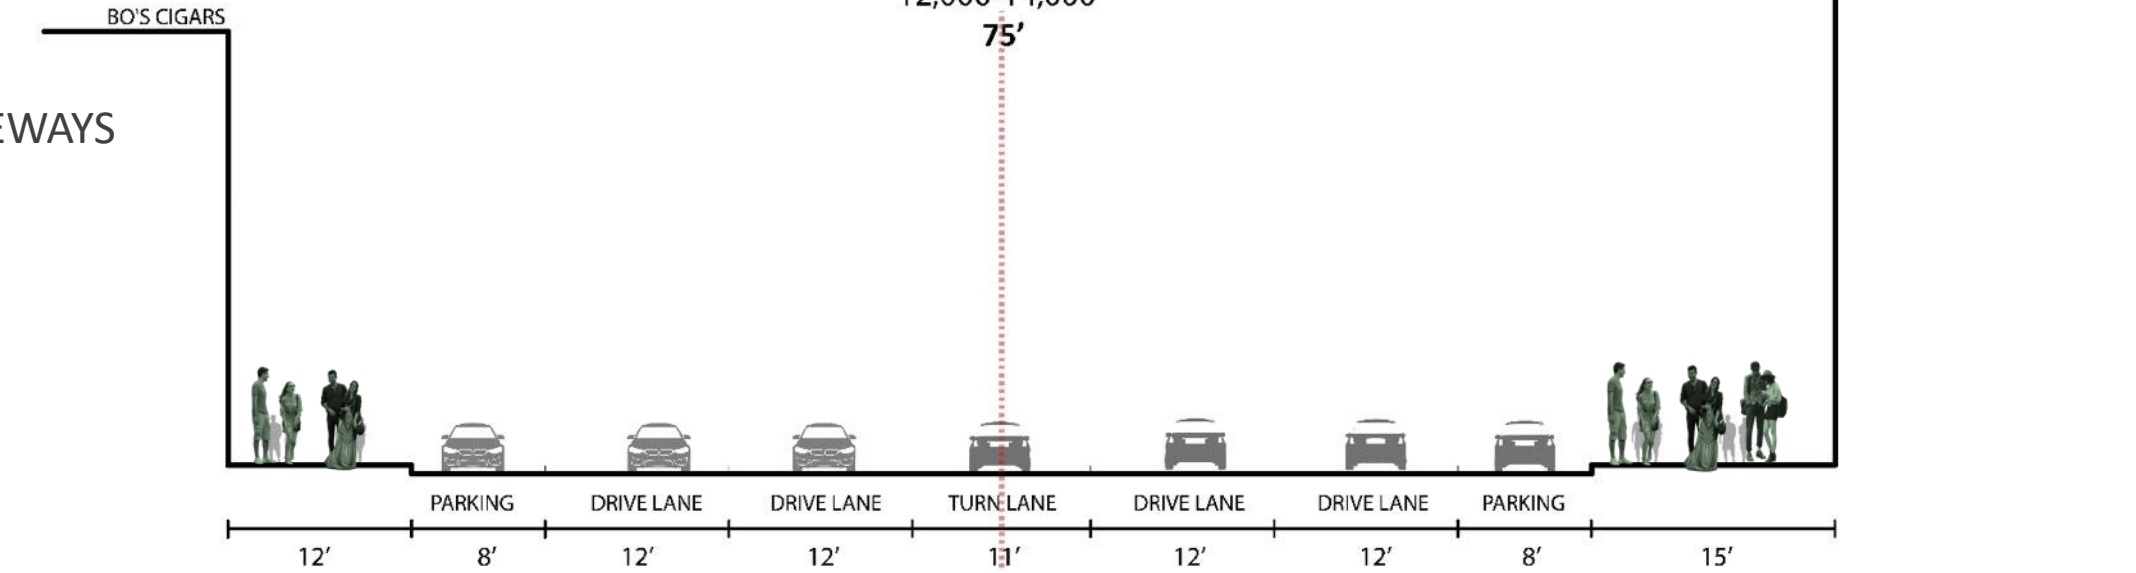 BO'S CIGARS
75'
PARKING DRIVE LANE DRIVE LANE TURN LANE DRIVE LANE DRIVE LANE PARKING
12' 8' 12' 12' 11' 12' 12' 8' 15'